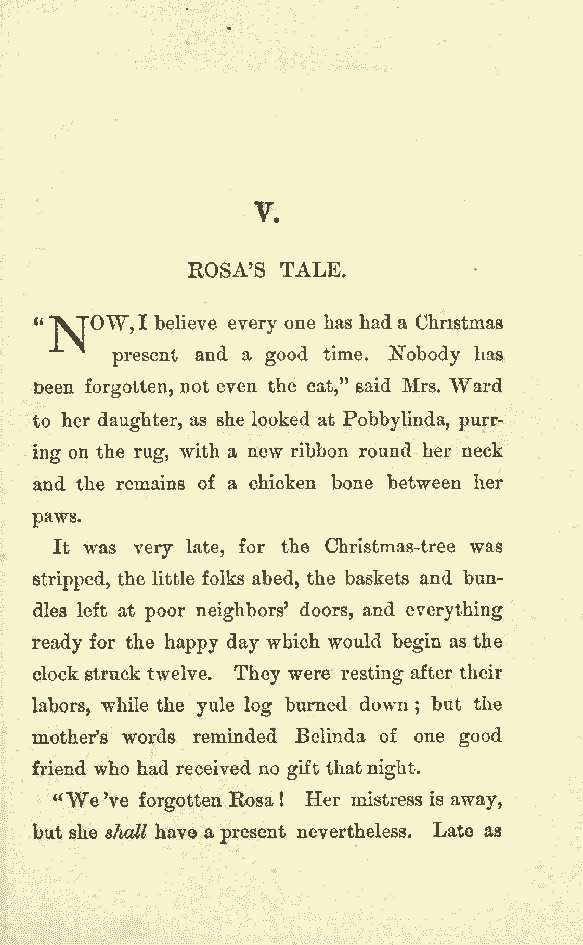 V.
ROSA'S TALE.
"NOW, I believe every one has had a Christmas
present and a good time. Nobody has
been forgotten, not even the cat," said Mrs. Ward
to her daughter, as she looked at Pobbylinda, purr-
ing on the rug, with a new ribbon round her neck
and the remains of a chicken bone between her
paws.
It was very late, for the Christmas-tree was
stripped, the little folks abed, the baskets and bun-
dles left at poor neighbors' doors, and everything
ready for the happy day which would begin as the
clock struck twelve. They were resting after their
labors, while the yule log burned down; but the
mother's words reminded Belinda of one good
friend who had received no gift that night.
"We've forgotten Rosa! Her mistress is away,
but she shall have a present nevertheless. Late as